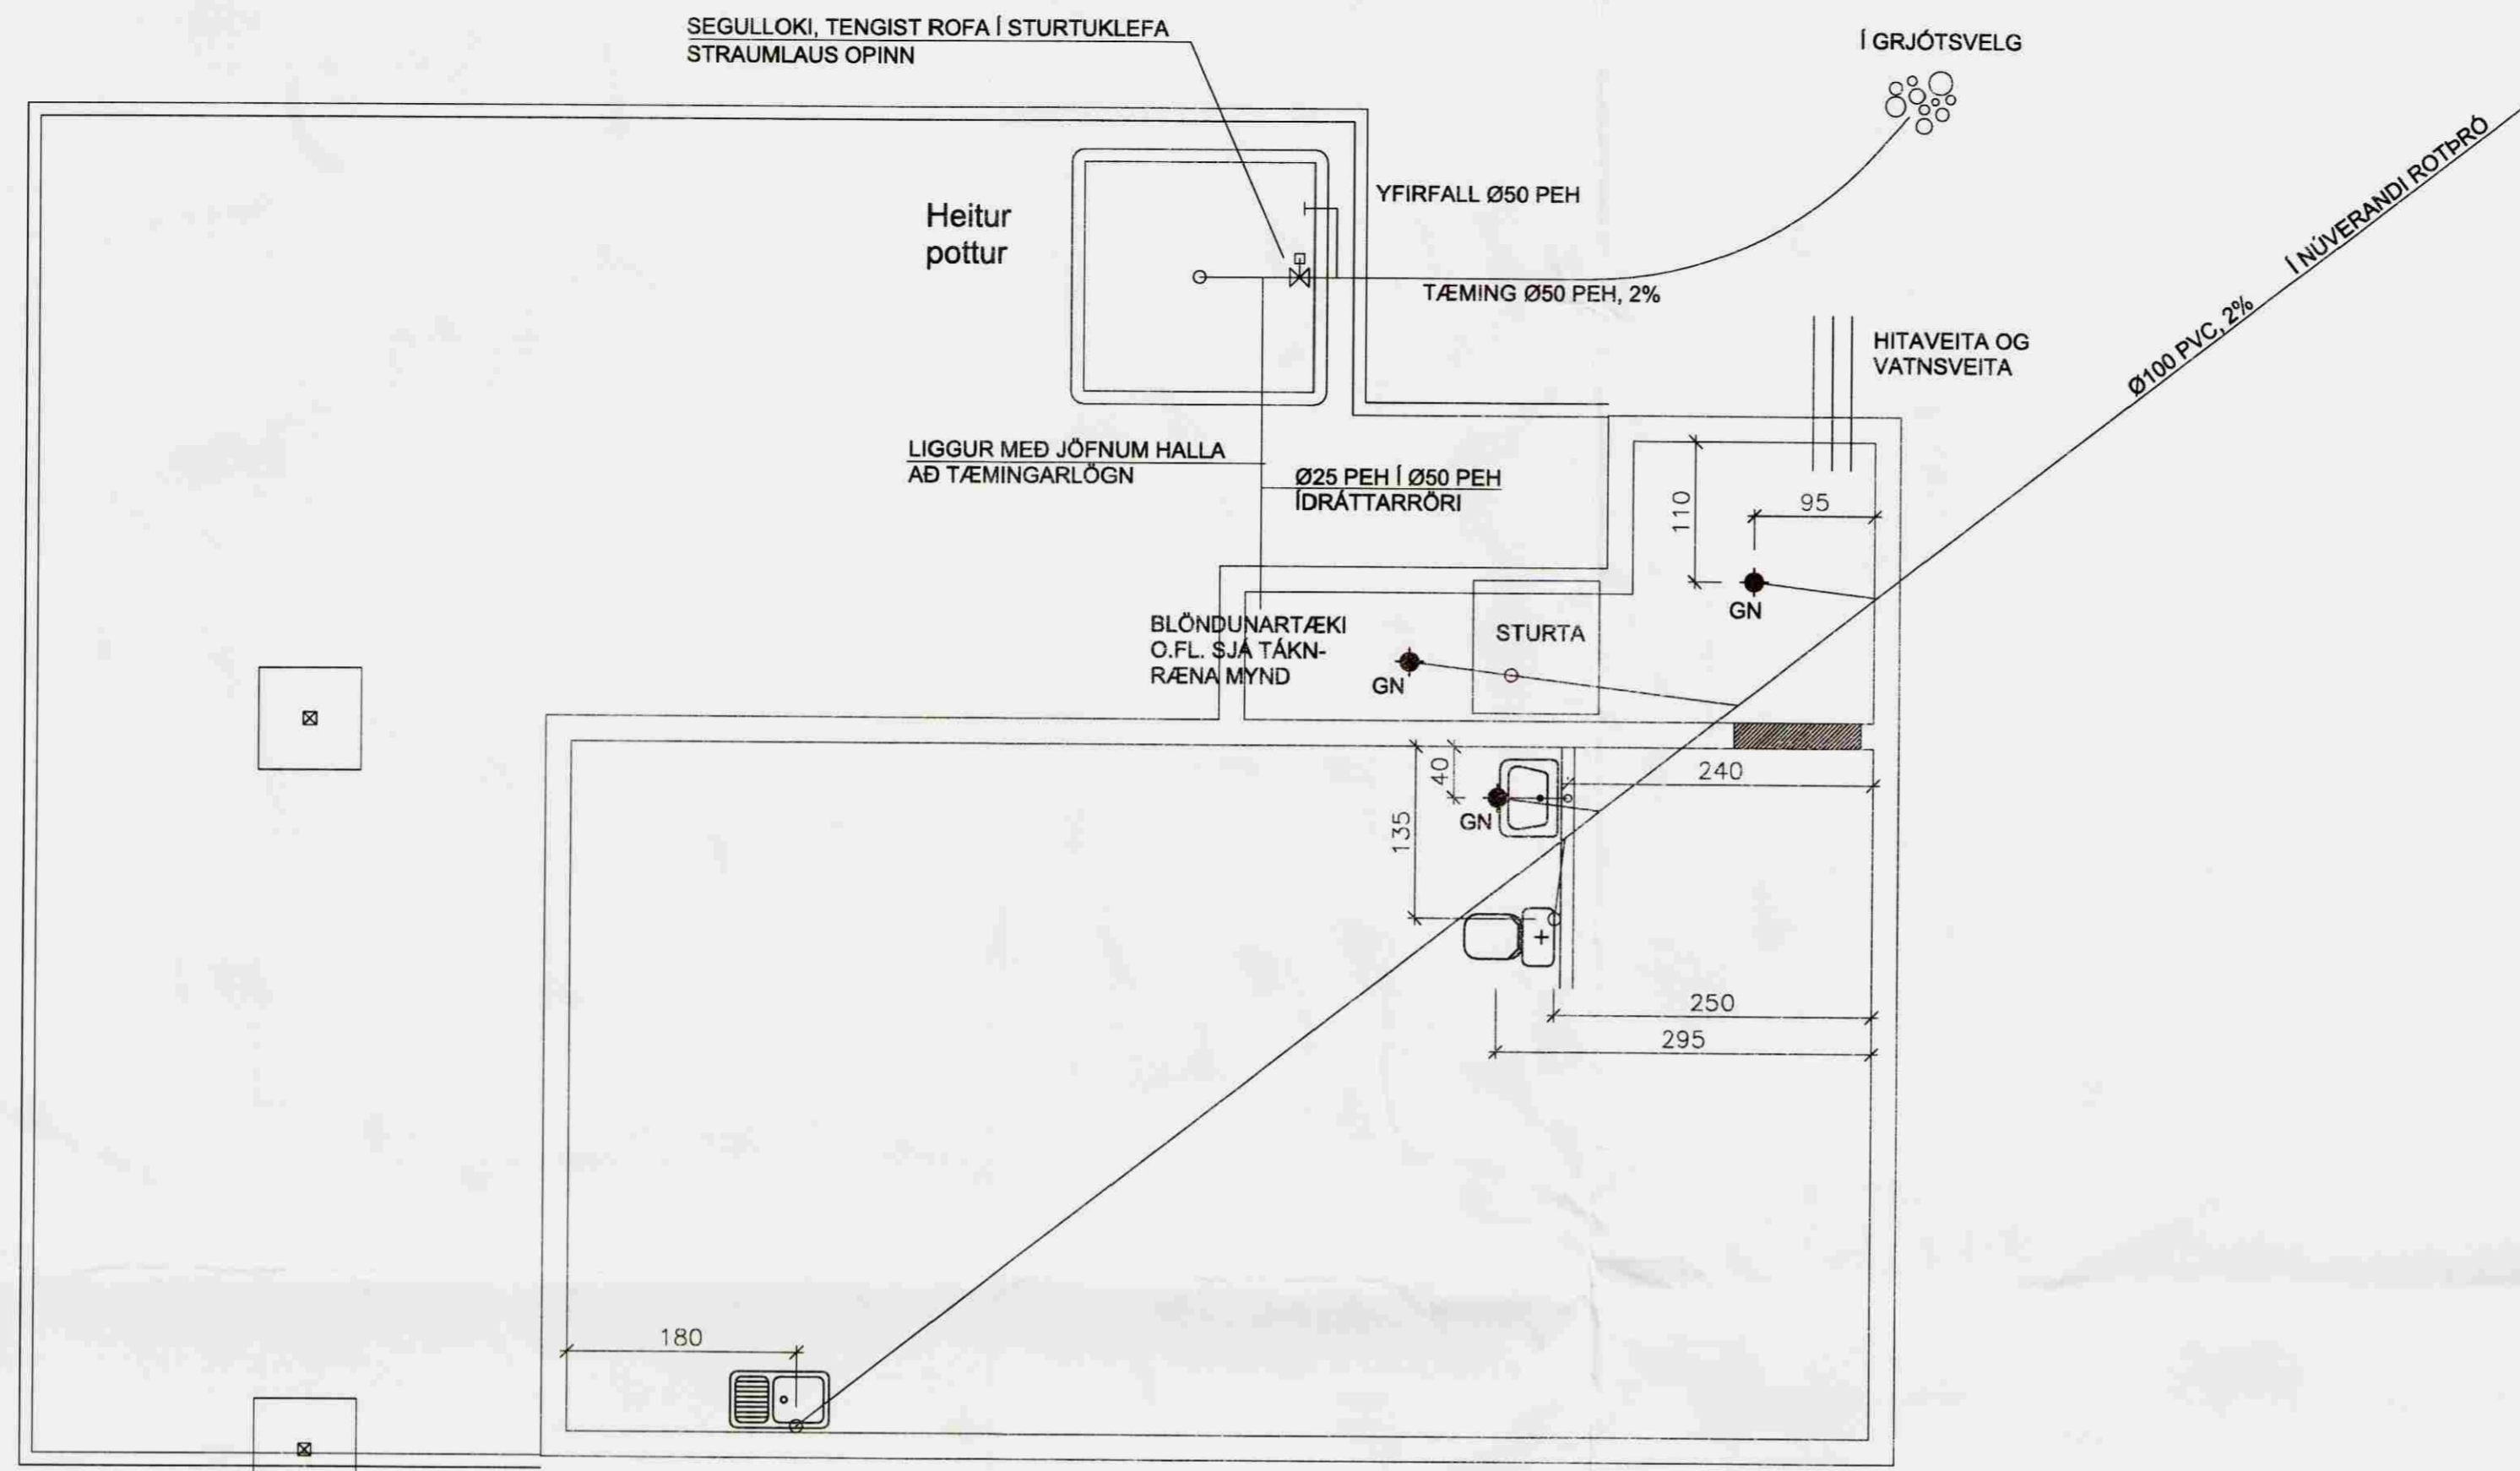 SEGULLOKI, TENGIST ROFA Í STURTUKLEFA
STRAUMLAUS OPINN
Í GRJÓTSVELG
YFIRFALL Ø50 PEH
Í NÚVERANDI ROTÞRÓ
Heitur
pottur
TÆMING Ø50 PEH, 2%
Ø100 PVC, 2%
HITAVEITA OG
VATNSVEITA
LIGGUR MEÐ JÖFNUM HALLA
AÐ TÆMINGARLÖGN
Ø25 PEH Í Ø50 PEH
ÍDRÁTTARRÖRI
110
95
GN
BLÖNDUNARTÆKI
O.FL. SJÁ TÁKN-
RÆNA MYND
STURTA
GN
40
240
135
GN
250
295
180